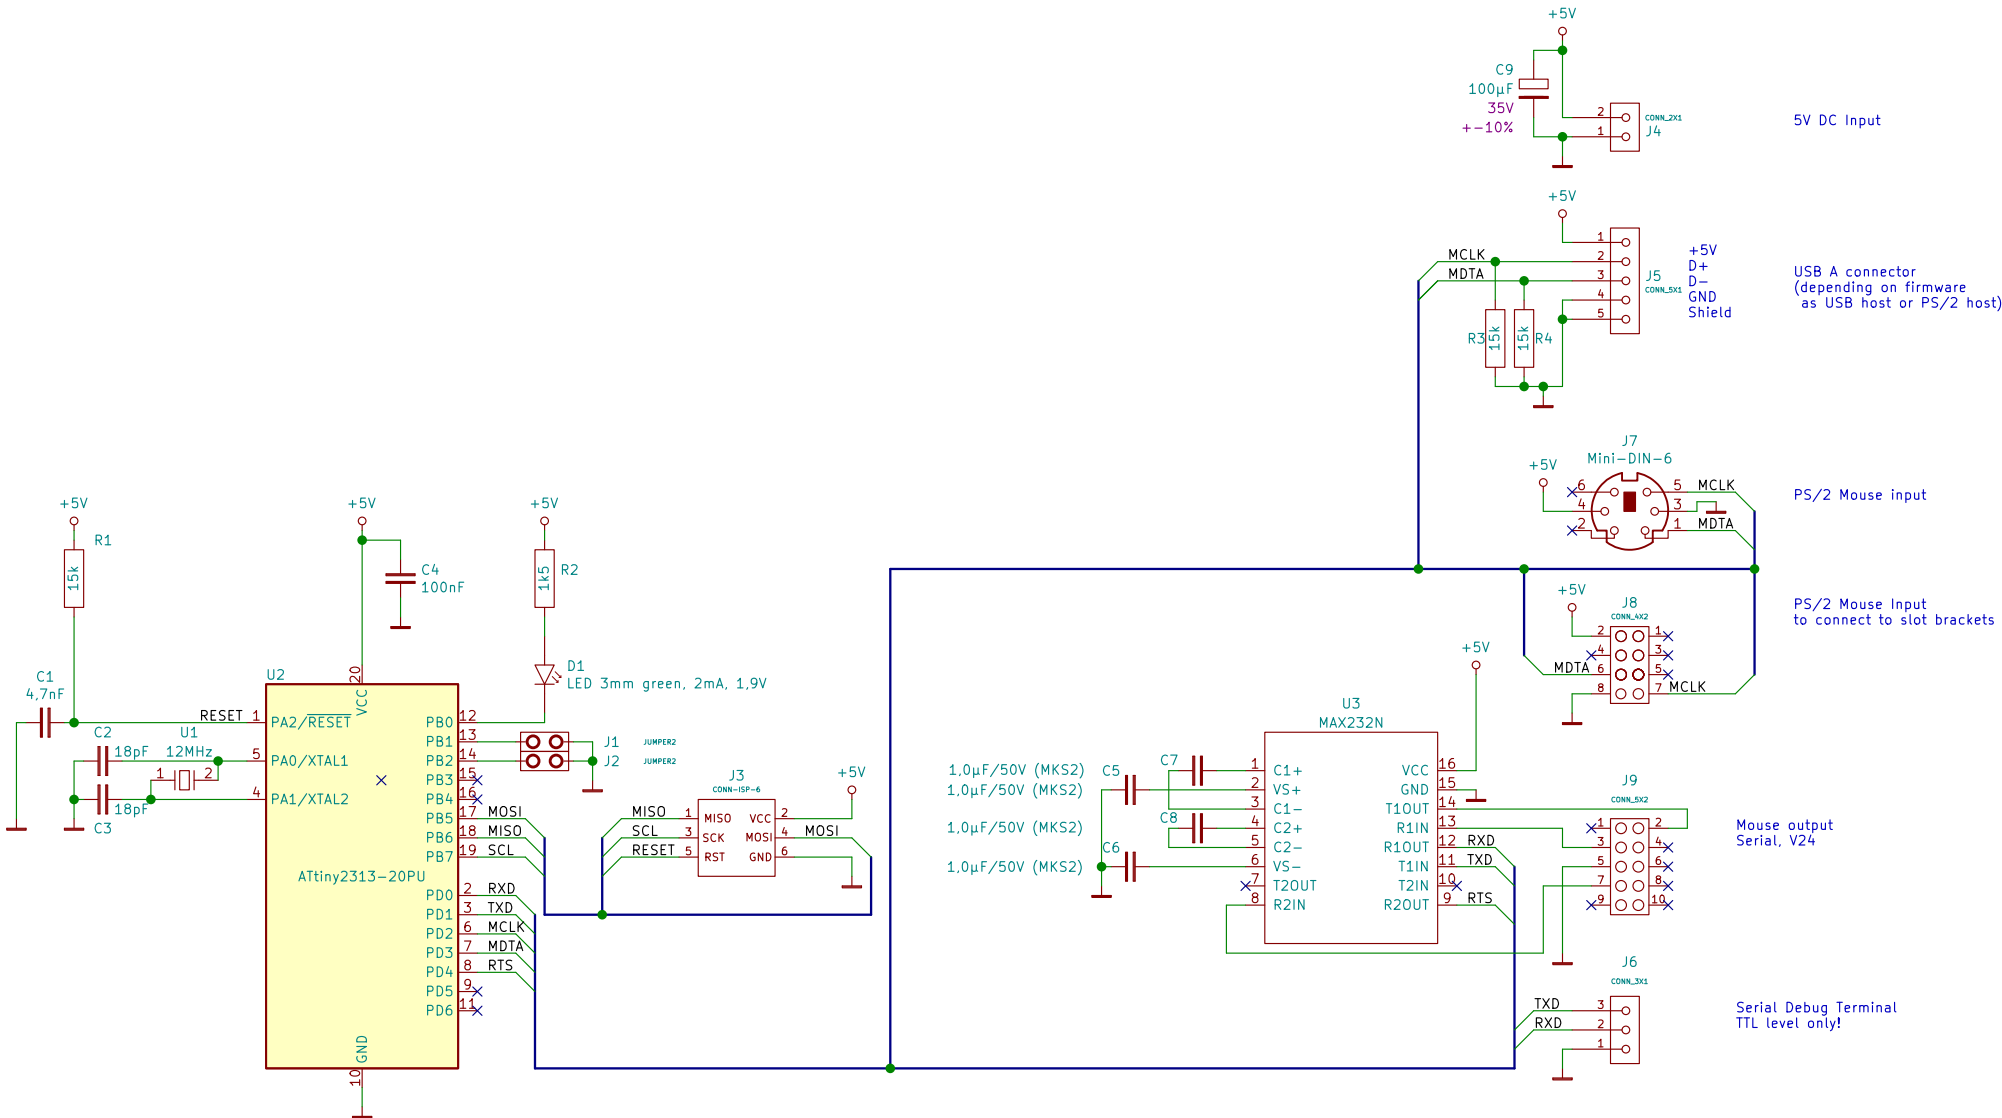 +5V
C9
100µF
35V
+-10%
2
1
CONN_2X1
J4
5V DC Input
+5V
MCLK
MDTA
1
2
3
4
5
J5
CONN_5X1
+5V
D+
D-
GND
Shield
USB A connector
(depending on firmware
as USB host or PS/2 host)
R3
15k
15k
R4
J7
Mini-DIN-6
+5V
6
4
2
5
3
1
MCLK
MDTA
PS/2 Mouse input
+5V
J8
CONN_4X2
2
4
6
8
1
3
5
7
MDTA
MCLK
PS/2 Mouse Input
to connect to slot brackets
+5V
R1
15k
+5V
C4
100nF
+5V
R2
1k5
D1
LED 3mm green, 2mA, 1,9V
C1
4,7nF
RESET
C2
18pF
U1
12MHz
1
2
18pF
C3
U2
ATtiny2313-20PU
20
VCC
1
PA2/RESET
5
PA0/XTAL1
4
PA1/XTAL2
PB0
12
PB1
13
PB2
14
PB3
15
PB4
16
PB5
17
MOSI
PB6
18
MISO
PB7
19
SCL
PD0
2
RXD
PD1
3
TXD
PD2
6
MCLK
PD3
7
MDTA
PD4
8
RTS
PD5
9
PD6
11
GND
10
J1
JUMPER2
J2
JUMPER2
J3
CONN-ISP-6
+5V
MISO
1
MISO
VCC
2
SCL
3
SCK
MOSI
4
MOSI
RESET
5
RST
GND
6
+5V
U3
MAX232N
1,0µF/50V (MKS2)
C5
C7
1,0µF/50V (MKS2)
1,0µF/50V (MKS2)
C8
C6
1,0µF/50V (MKS2)
1
C1+
VCC
16
2
VS+
GND
15
3
C1-
T1OUT
14
4
C2+
R1IN
13
5
C2-
R1OUT
12
RXD
6
VS-
T1IN
11
TXD
7
T2OUT
T2IN
10
8
R2IN
R2OUT
9
RTS
J9
CONN_5X2
1
2
3
4
5
6
7
8
9
10
Mouse output
Serial, V24
J6
CONN_3X1
TXD
3
RXD
2
1
Serial Debug Terminal
TTL level only!